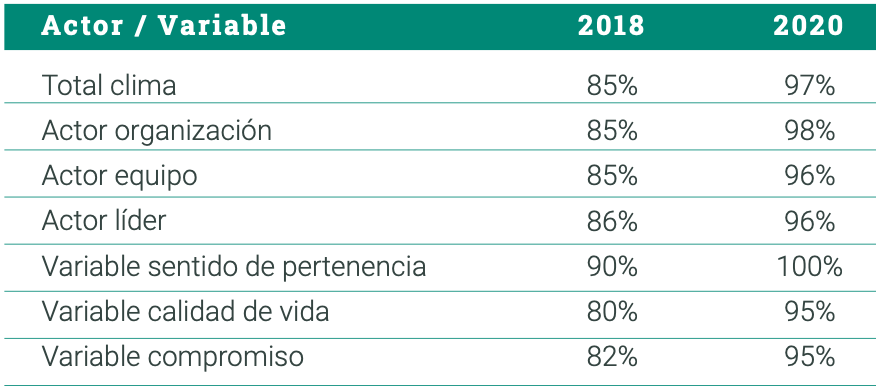 Actor / Variable 2018 2020
Total clima 85% 97%
Actor organización 85% 98%
Actor equipo 85% 96%
Actor líder 86% 96%
Variable sentido de pertenencia 90% 100%
Variable calidad de vida 80% 95%
Variable compromiso 82% 95%